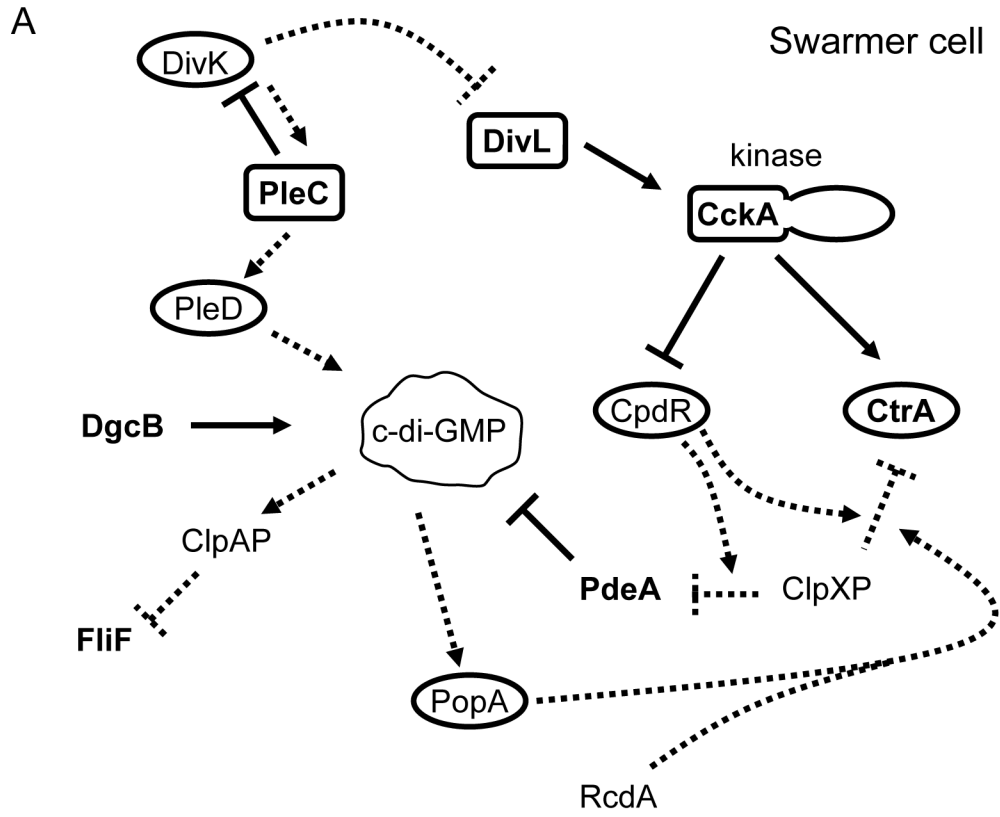 A
Swarmer cell
DivK
DivL
kinase
PleC
CckA
PleD
DgcB
c-di-GMP
CpdR
CtrA
ClpAP
PdeA
ClpXP
FliF
PopA
RcdA